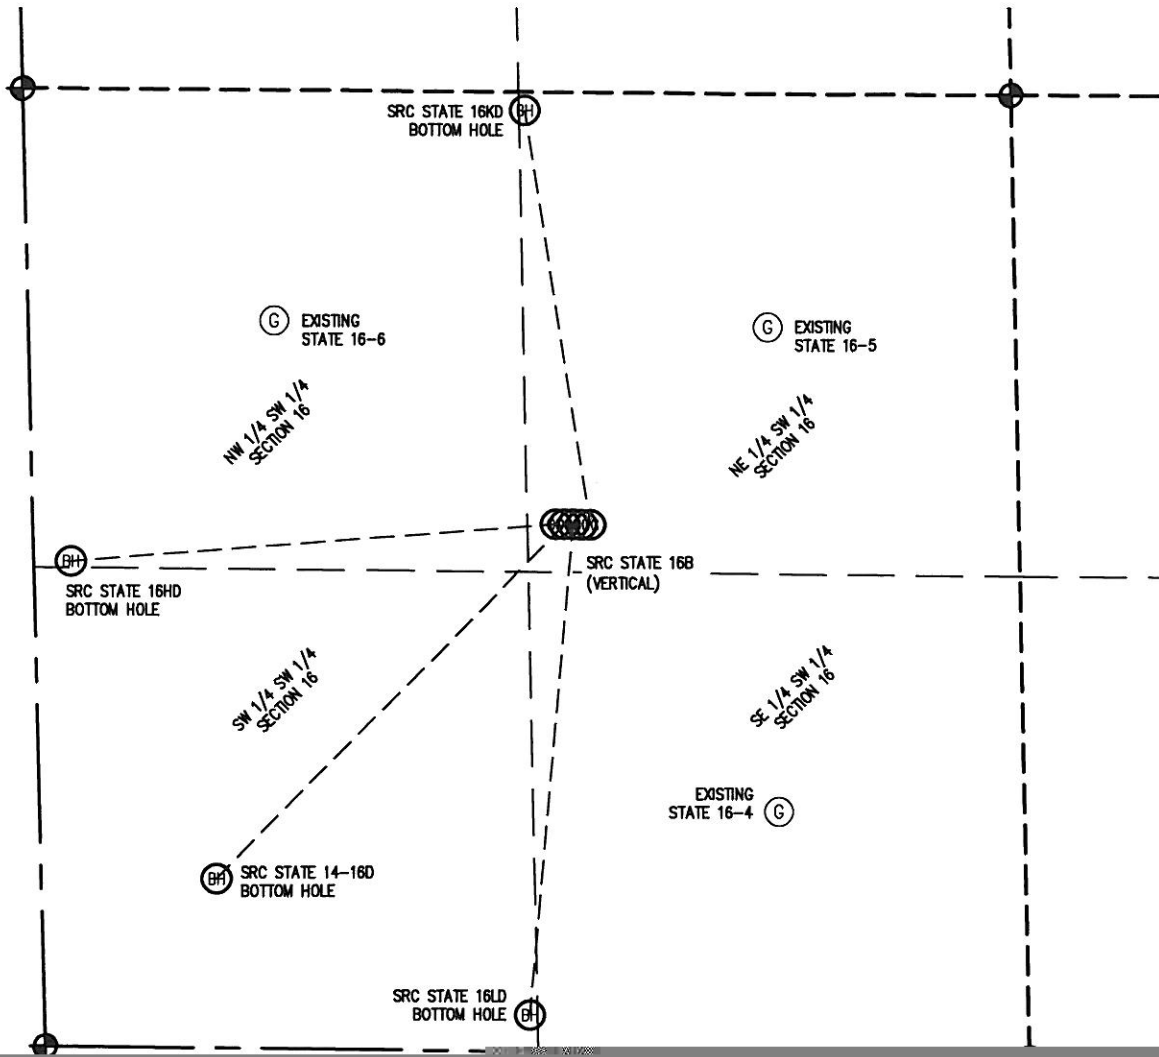 SRC STATE 16KD
BOTTOM HOLE
BH
G
EXISTING
STATE 16-6
G
EXISTING
STATE 16-5
NW 1/4 SW 1/4
SECTION 16
NE 1/4 SW 1/4
SECTION 16
BH
SRC STATE 16HD
BOTTOM HOLE
SRC STATE 16B
(VERTICAL)
SW 1/4 SW 1/4
SECTION 16
SE 1/4 SW 1/4
SECTION 16
EXISTING
STATE 16-4
G
BH
SRC STATE 14-16D
BOTTOM HOLE
SRC STATE 16LD
BOTTOM HOLE
BH